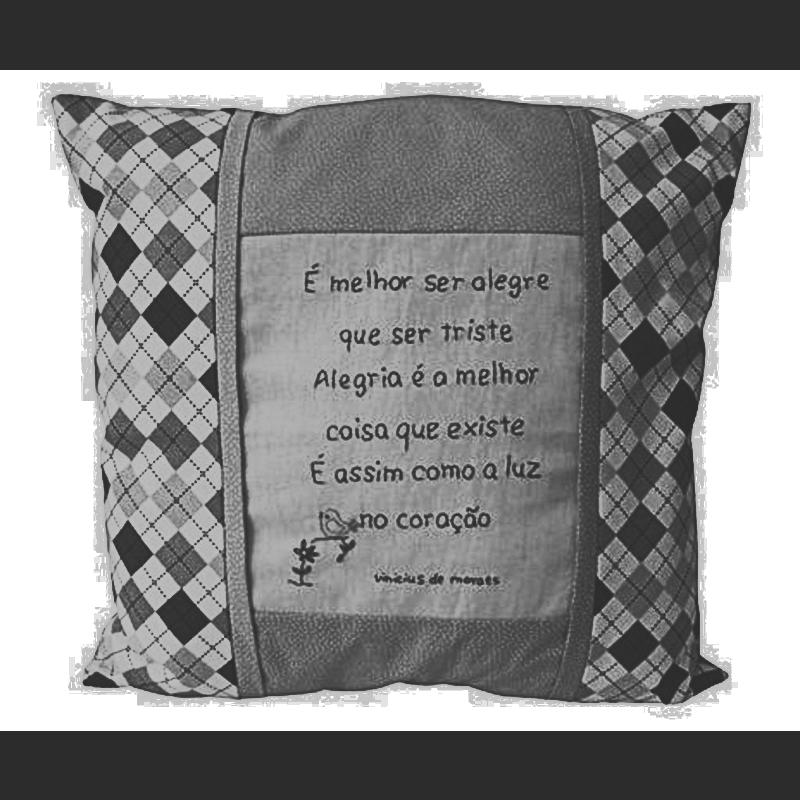 É melhor ser alegre
que ser triste
Alegria é a melhor
coisa que existe
É assim como a luz
no coração
vinicius de moraes